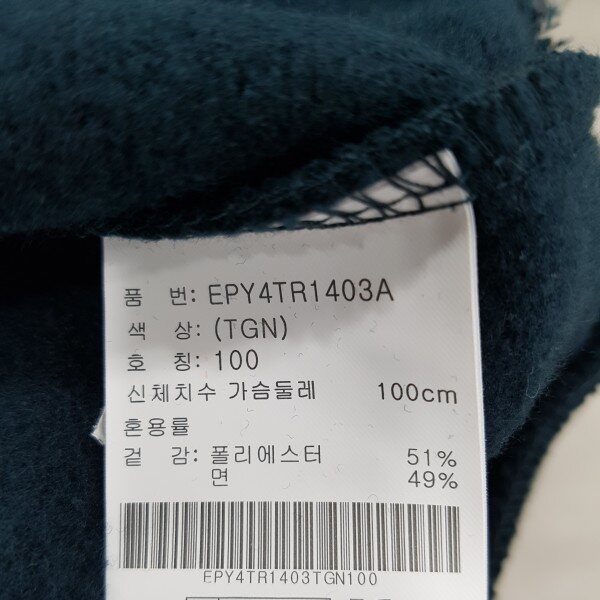 품 번: EPY4TR1403A
색 상: (TGN)
호 칭: 100
신체치수 가슴둘레 100cm
혼용률
겉 감: 폴리에스터 51%
면 49%
EPY4TR1403TGN100